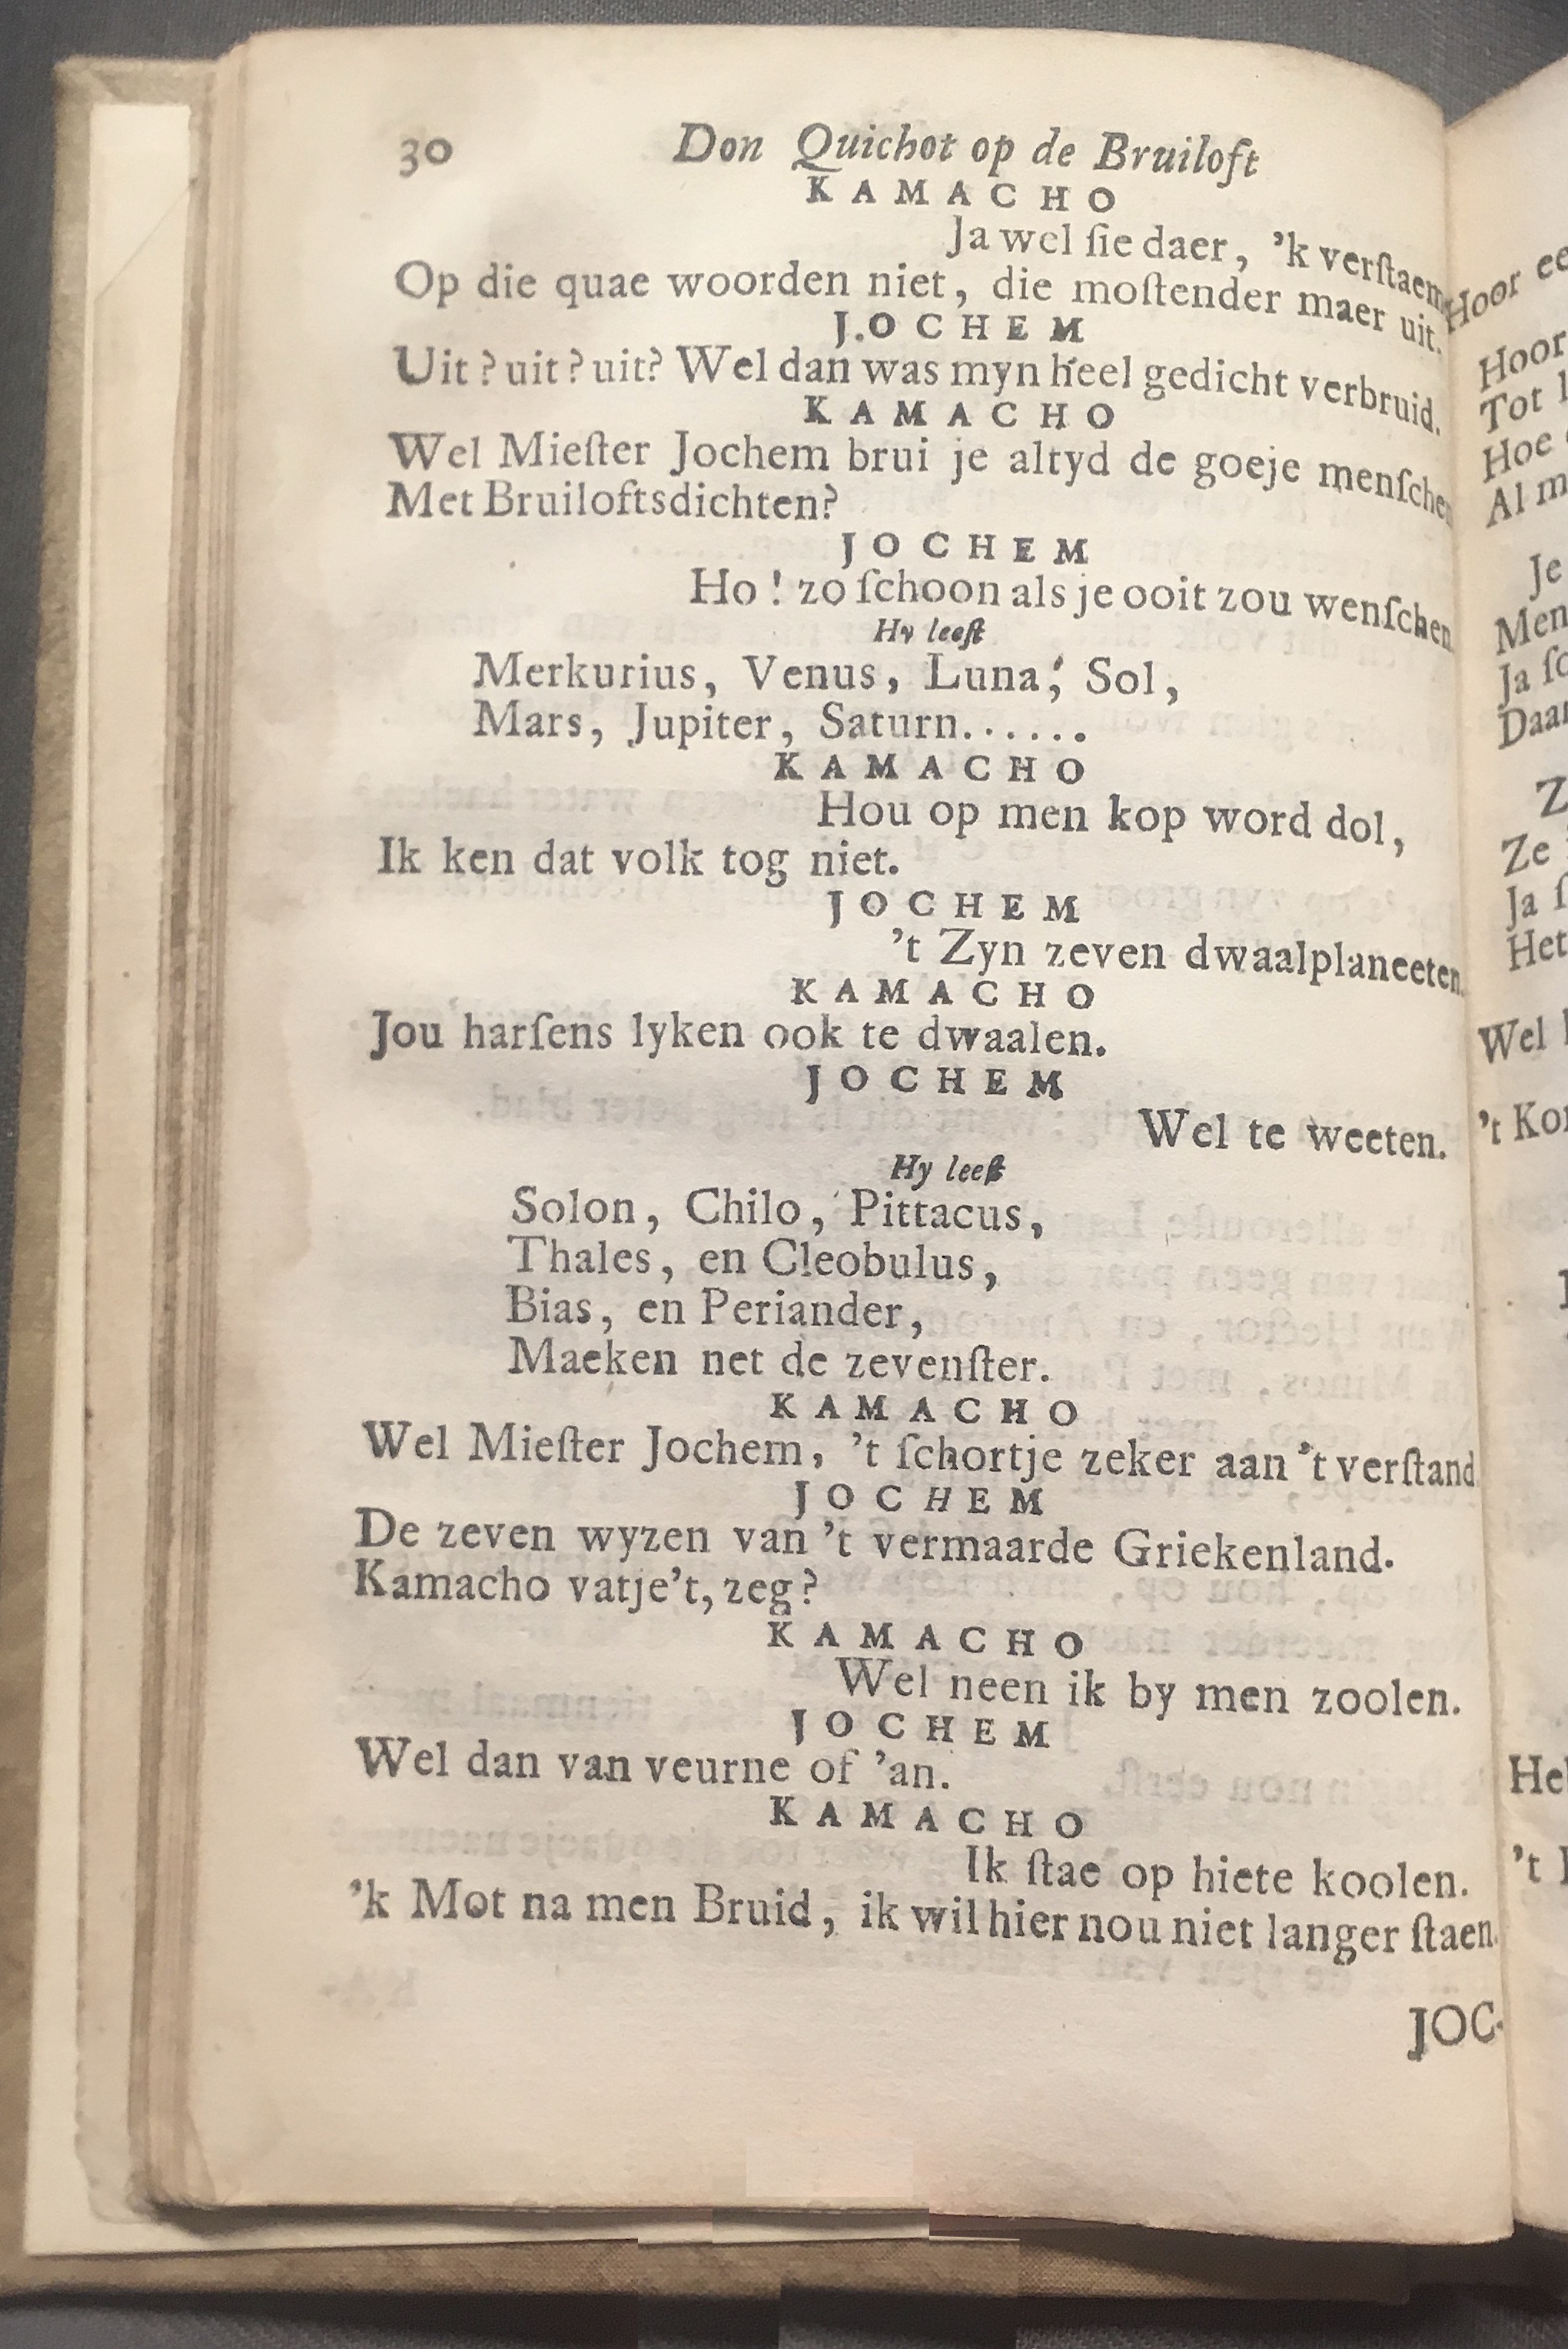 30 Don Quichot op de Bruiloft
KAMACHO
Ja wel ſie daer, 'k verſtaem
Op die quae woorden niet, die moſtender maer uit.
J.OCHEM
Uit? uit? uit? Wel dan was myn heel gedicht verbruid.
KAMACHO
Wel Mieſter Jochem brui je altyd de goeje menſchen
Met Bruiloftsdichten?
JOCHEM
Ho! zo ſchoon als je ooit zou wenſchen.
Hy leeſt
Merkurius, Venus, Luna, Sol,
Mars, Jupiter, Saturn......
KAMACHO
Hou op men kop word dol,
Ik ken dat volk tog niet.
JOCHEM
't Zyn zeven dwaalplaneeten.
KAMACHO
Jou harſens lyken ook te dwaalen.
JOCHEM
Wel te weeten.
Hy leeſt
Solon, Chilo, Pittacus,
Thales, en Cleobulus,
Bias, en Periander,
Maeken net de zevenſter.
KAMACHO
Wel Mieſter Jochem, 't ſchortje zeker aan 't verſtand
JOCHEM
De zeven wyzen van 't vermaarde Griekenland.
Kamacho vatje't, zeg?
KAMACHO
Wel neen ik by men zoolen.
JOCHEM
Wel dan van veurne of 'an.
KAMACHO
Ik ſtae op hiete koolen.
'k Mot na men Bruid, ik wil hier nou niet langer ſtaen.
JOC-
Hoor
Hoor
Tot
Hoe
Al
Je
Men
Ja
Daar
Ze
Ja
Het
Wel
't
't